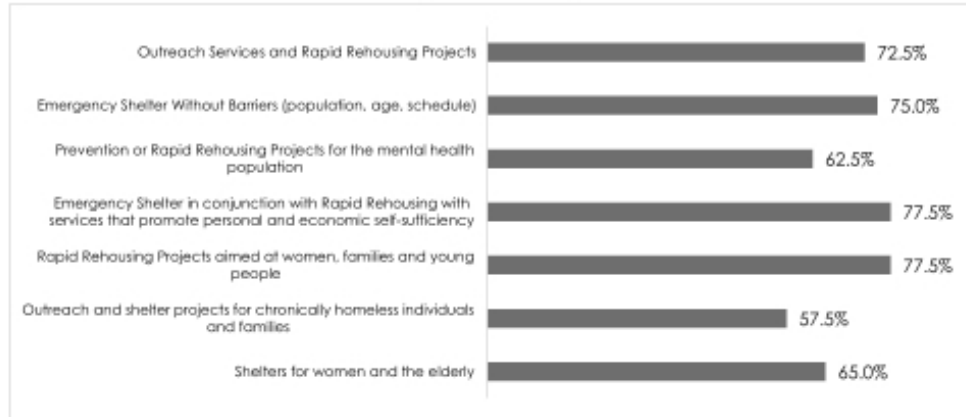 Outreach Services and Rapid Rehousing Projects
72.5%
Emergency Shelter Without Barriers (population, age, schedule)
75.0%
Prevention or Rapid Rehousing Projects for the mental health
population
62.5%
Emergency Shelter in conjunction with Rapid Rehousing with
services that promote personal and economic self-sufficiency
77.5%
Rapid Rehousing Projects aimed at women, families and young
people
77.5%
Outreach and shelter projects for chronically homeless individuals
and families
57.5%
Shelters for women and the elderly
65.0%